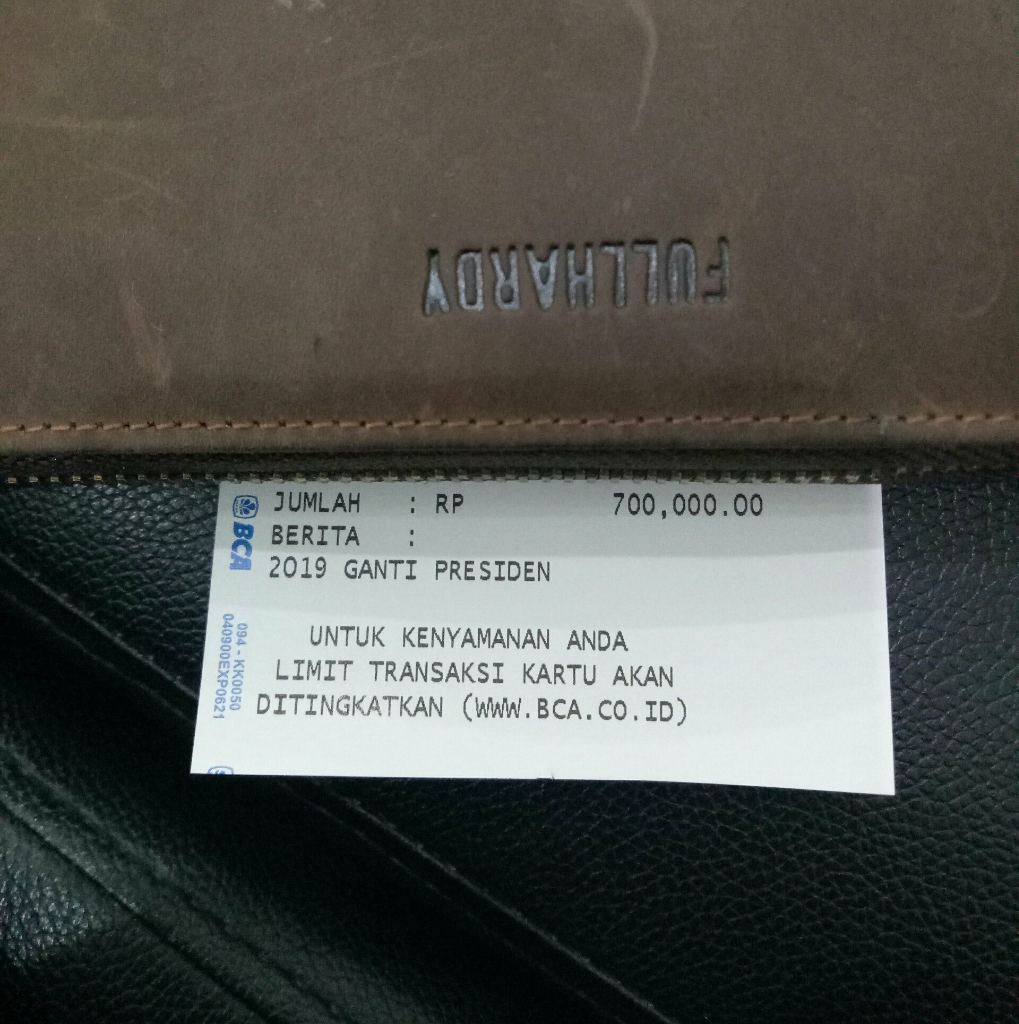 FULLHARDY
JUMLAH : RP 700,000.00
BERITA :
2019 GANTI PRESIDEN
UNTUK KENYAMANAN ANDA
LIMIT TRANSAKSI KARTU AKAN
DITINGKATKAN (WWW.BCA.CO.ID)
BCA
094 - KK0050
040900EXP0621